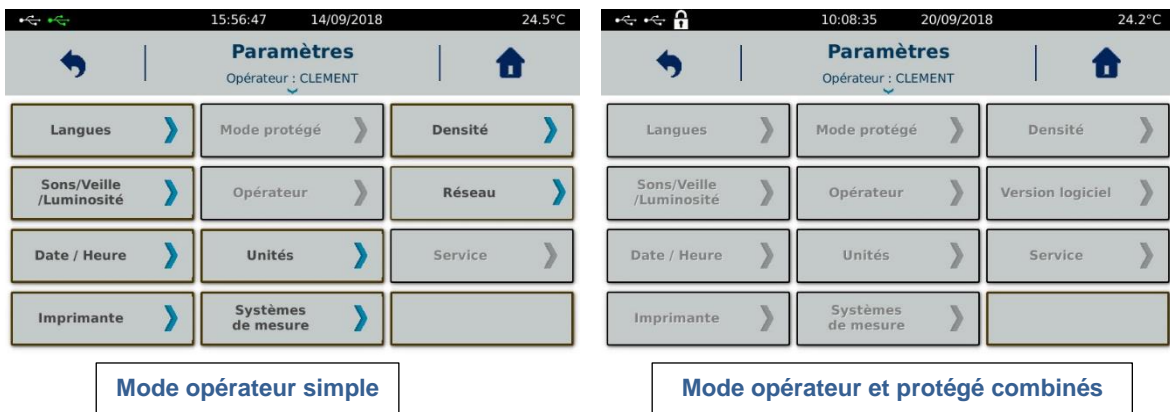 15:56:47 14/09/2018 24.5°C
Paramètres
Opérateur : CLEMENT
Langues Mode protégé Densité
Sons/Veille
/Luminosité
Opérateur Réseau
Date / Heure Unités Service
Imprimante
Systèmes
de mesure
Mode opérateur simple
10:08:35 20/09/2018 24.2°C
Paramètres
Opérateur : CLEMENT
Langues Mode protégé Densité
Sons/Veille
/Luminosité
Opérateur Version logiciel
Date / Heure Unités Service
Imprimante
Systèmes
de mesure
Mode opérateur et protégé combinés